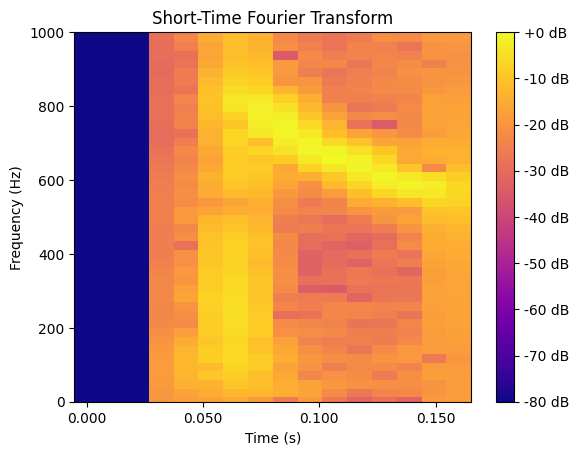 Short-Time Fourier Transform
1000
800
600
400
200
0
Frequency (Hz)
0.000
0.050
0.100
0.150
Time (s)
+0 dB
-10 dB
-20 dB
-30 dB
-40 dB
-50 dB
-60 dB
-70 dB
-80 dB